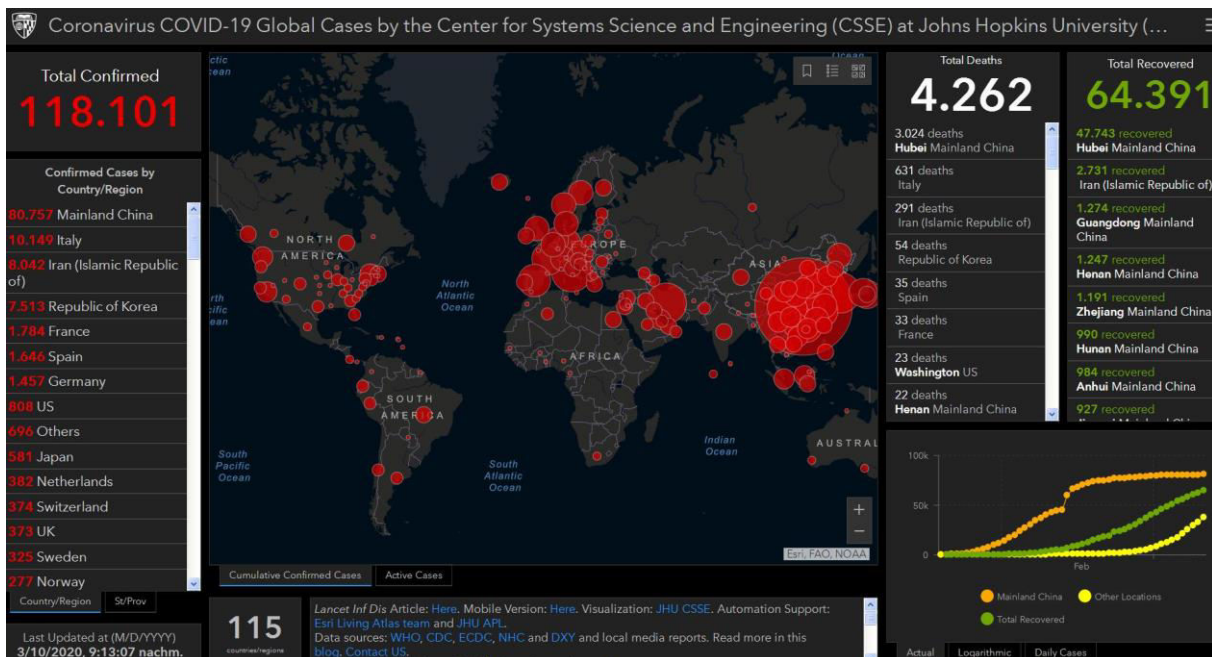 Coronavirus COVID-19 Global Cases by the Center for Systems Science and Engineering (CSSE) at Johns Hopkins University (…
Total Confirmed
118.101
Confirmed Cases by
Country/Region
80.757 Mainland China
10.149 Italy
8.042 Iran (Islamic Republic
of)
7.513 Republic of Korea
1.784 France
1.646 Spain
1.457 Germany
808 US
696 Others
581 Japan
382 Netherlands
374 Switzerland
373 UK
325 Sweden
277 Norway
Country/Region
St/Prov
Last Updated at (M/D/YYYY)
3/10/2020, 9:13:07 nachm.
ctic
ean
Ocean
NORTH
AMERICA
EUROPE
ASIA
rth
ific
ean
North
Atlantic
Ocean
AFRICA
SOUTH
AMERICA
South
Pacific
Ocean
South
Atlantic
Ocean
Indian
Ocean
AUSTRAL
+
−
Esri, FAO, NOAA
Cumulative Confirmed Cases
Active Cases
115
countries/regions
Lancet Inf Dis Article: Here. Mobile Version: Here. Visualization: JHU CSSE. Automation Support:
Esri Living Atlas team and JHU APL.
Data sources: WHO, CDC, ECDC, NHC and DXY and local media reports. Read more in this
blog. Contact US.
Total Deaths
4.262
3.024 deaths
Hubei Mainland China
631 deaths
Italy
291 deaths
Iran (Islamic Republic of)
54 deaths
Republic of Korea
35 deaths
Spain
33 deaths
France
23 deaths
Washington US
22 deaths
Henan Mainland China
Total Recovered
64.391
47.743 recovered
Hubei Mainland China
2.731 recovered
Iran (Islamic Republic of)
1.274 recovered
Guangdong Mainland
China
1.247 recovered
Henan Mainland China
1.191 recovered
Zhejiang Mainland China
990 recovered
Hunan Mainland China
984 recovered
Anhui Mainland China
927 recovered
100k
50k
0
Feb
Mainland China
Other Locations
Total Recovered
Actual
Logarithmic
Daily Cases